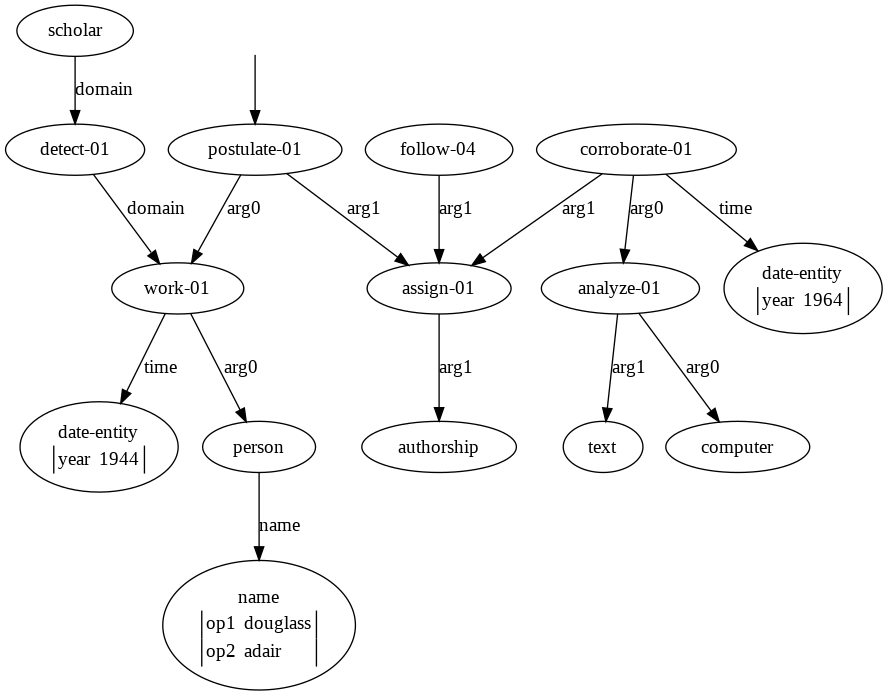 scholar
domain
detect-01
postulate-01
follow-04
corroborate-01
domain
arg0
arg1
arg1
arg1
arg0
time
work-01
assign-01
analyze-01
date-entity
year 1964
time
arg0
arg1
arg1
arg0
date-entity
year 1944
person
authorship
text
computer
name
name
op1 douglass
op2 adair